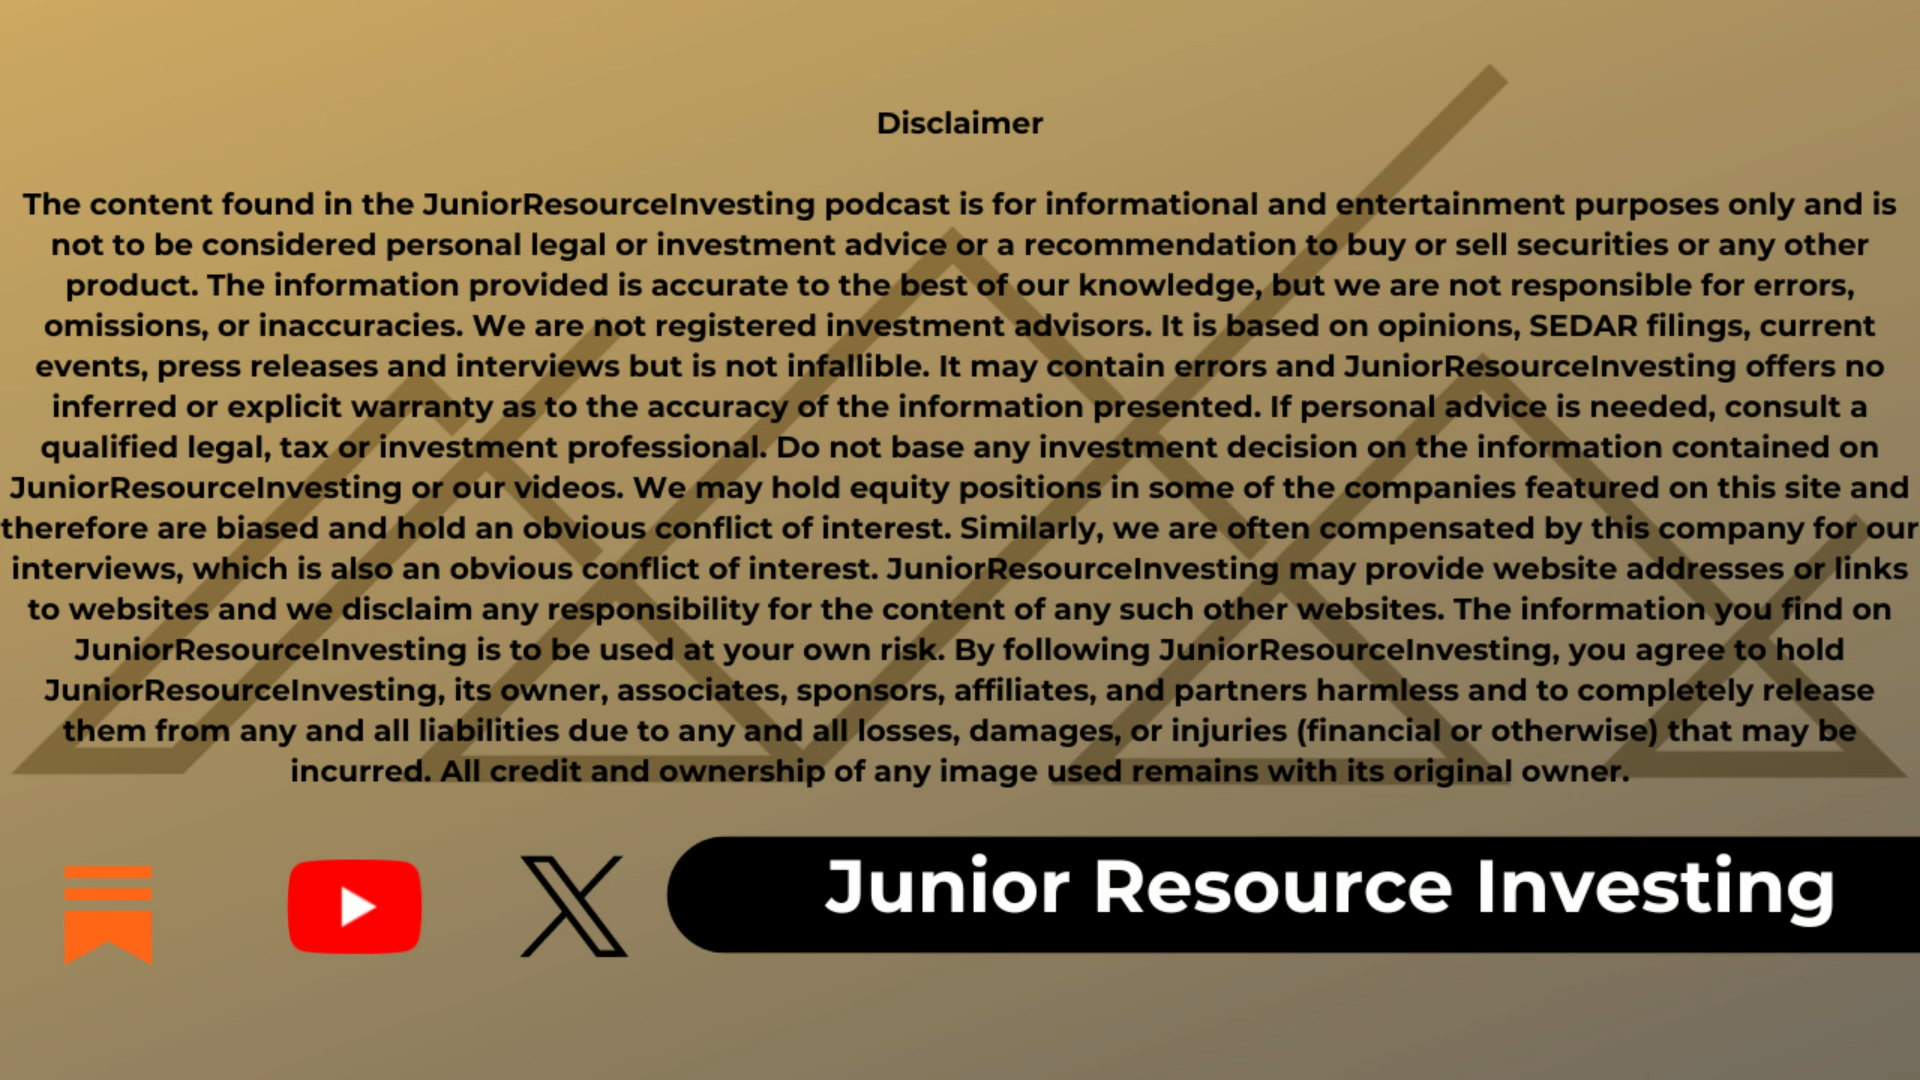 Disclaimer
The content found in the JuniorResourceInvesting podcast is for informational and entertainment purposes only and is
not to be considered personal legal or investment advice or a recommendation to buy or sell securities or any other
product. The information provided is accurate to the best of our knowledge, but we are not responsible for errors,
omissions, or inaccuracies. We are not registered investment advisors. It is based on opinions, SEDAR filings, current
events, press releases and interviews but is not infallible. It may contain errors and JuniorResourceInvesting offers no
inferred or explicit warranty as to the accuracy of the information presented. If personal advice is needed, consult a
qualified legal, tax or investment professional. Do not base any investment decision on the information contained on
JuniorResourceInvesting or our videos. We may hold equity positions in some of the companies featured on this site and
therefore are biased and hold an obvious conflict of interest. Similarly, we are often compensated by this company for our
interviews, which is also an obvious conflict of interest. JuniorResourceInvesting may provide website addresses or links
to websites and we disclaim any responsibility for the content of any such other websites. The information you find on
JuniorResourceInvesting is to be used at your own risk. By following JuniorResourceInvesting, you agree to hold
JuniorResourceInvesting, its owner, associates, sponsors, affiliates, and partners harmless and to completely release
them from any and all liabilities due to any and all losses, damages, or injuries (financial or otherwise) that may be
incurred. All credit and ownership of any image used remains with its original owner.
Junior Resource Investing